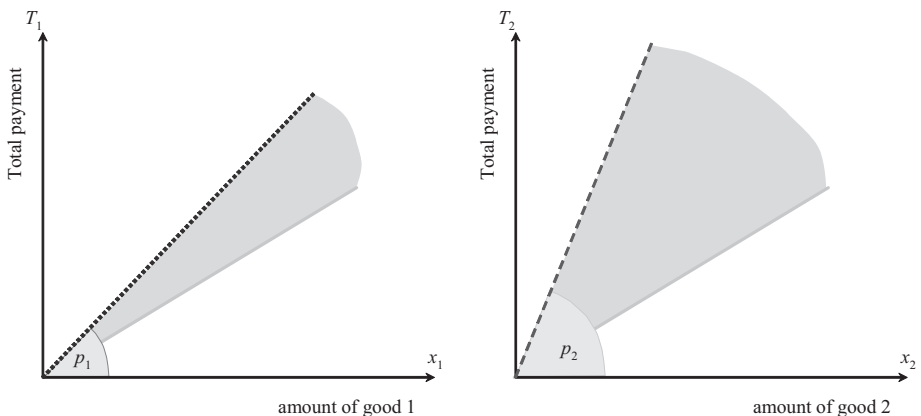 T₁
Total payment
p₁
x₁
amount of good 1
T₂
Total payment
p₂
x₂
amount of good 2